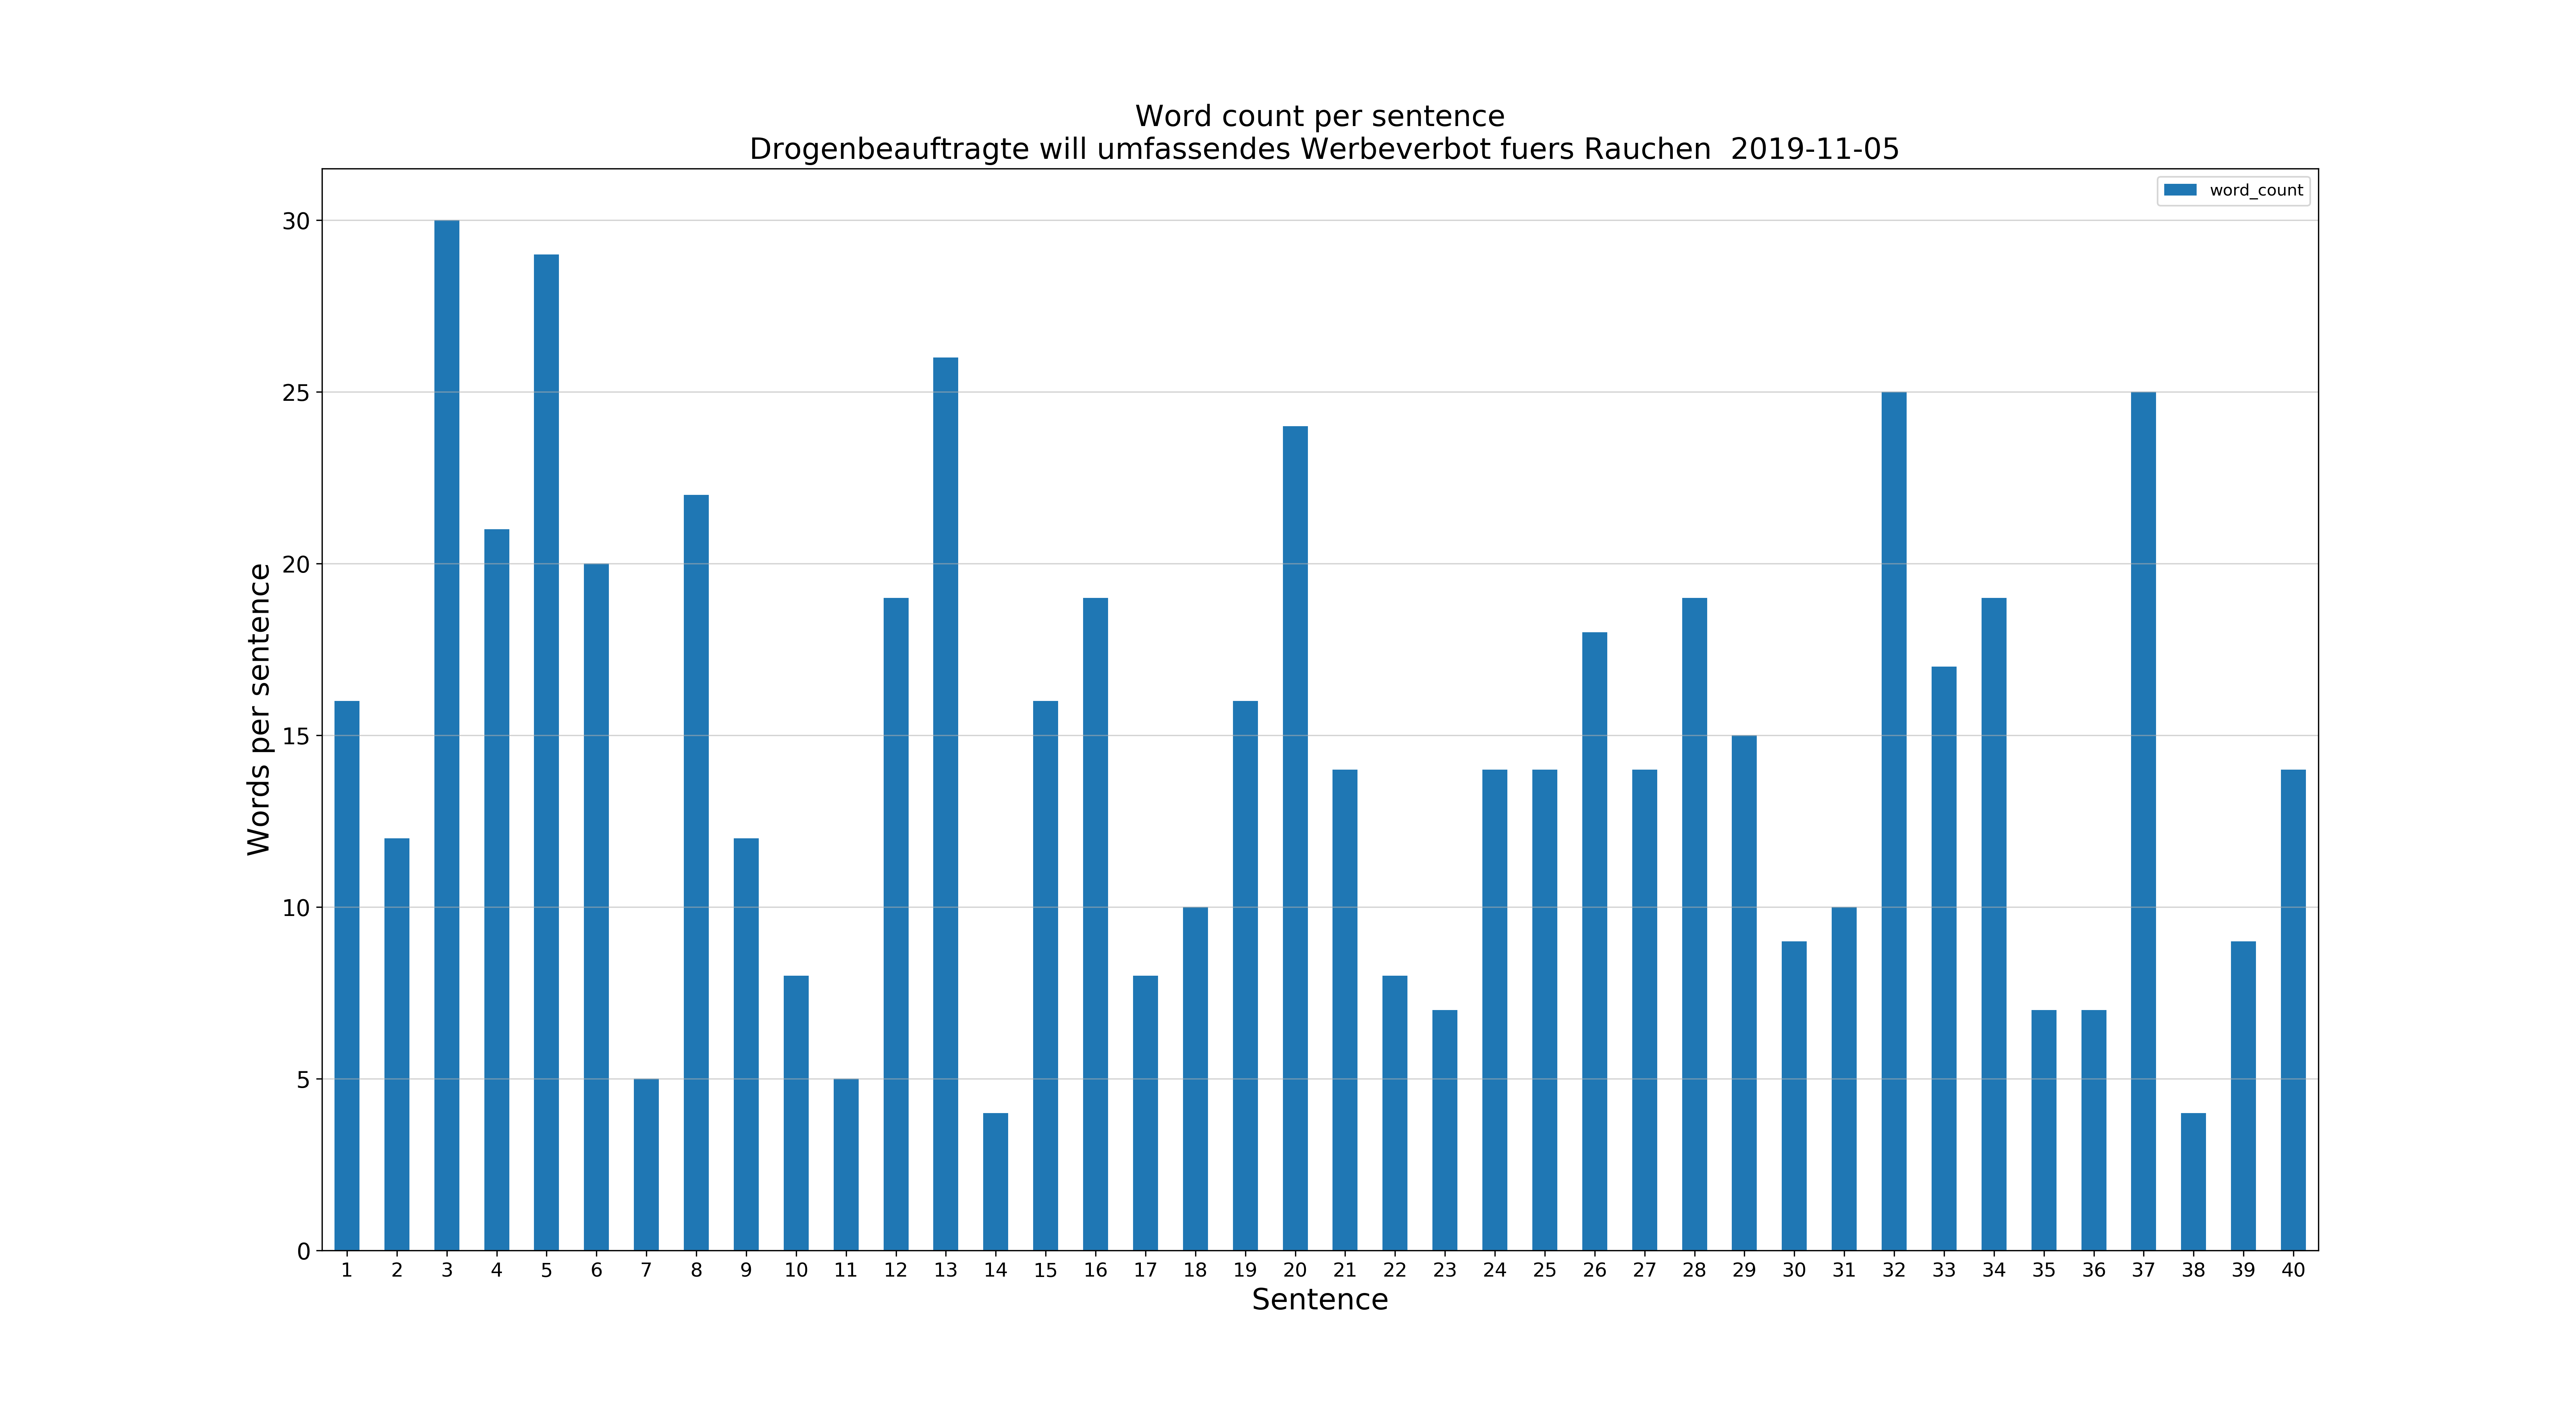 Word count per sentence
Drogenbeauftragte will umfassendes Werbeverbot fuers Rauchen  2019-11-05
word_count
30
25
20
15
10
5
0
Words per sentence
1 2 3 4 5 6 7 8 9 10 11 12 13 14 15 16 17 18 19 20 21 22 23 24 25 26 27 28 29 30 31 32 33 34 35 36 37 38 39 40
Sentence